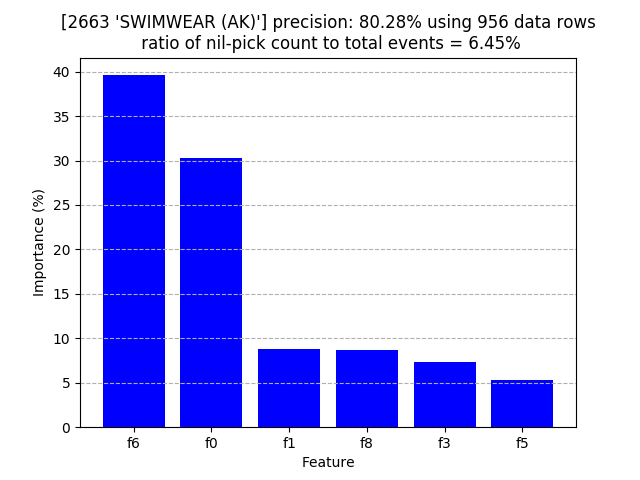 [2663 'SWIMWEAR (AK)'] precision: 80.28% using 956 data rows
ratio of nil-pick count to total events = 6.45%
40
35
30
25
20
15
10
5
0
Importance (%)
f6 f0 f1 f8 f3 f5
Feature